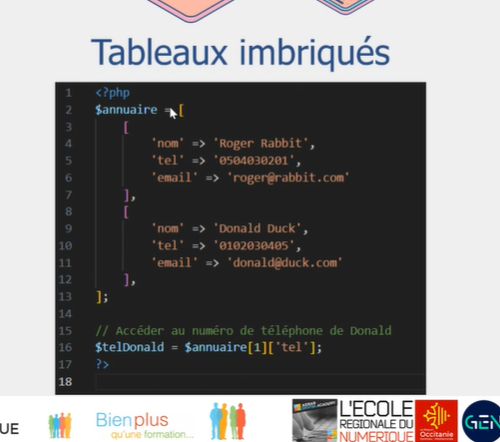 Tableaux imbriqués
1 <?php
2 $annuaire = [
3 [
4 'nom' => 'Roger Rabbit',
5 'tel' => '0504030201',
6 'email' => 'roger@rabbit.com'
7 ],
8 [
9 'nom' => 'Donald Duck',
10 'tel' => '0102030405',
11 'email' => 'donald@duck.com'
12 ],
13 ];
14
15 // Accéder au numéro de téléphone de Donald
16 $telDonald = $annuaire[1]['tel'];
17 ?>
18
UE
Bien plus
qu'une formation...
L'ECOLE
REGIONALE DU
NUMERIQUE
Occitanie
GEN